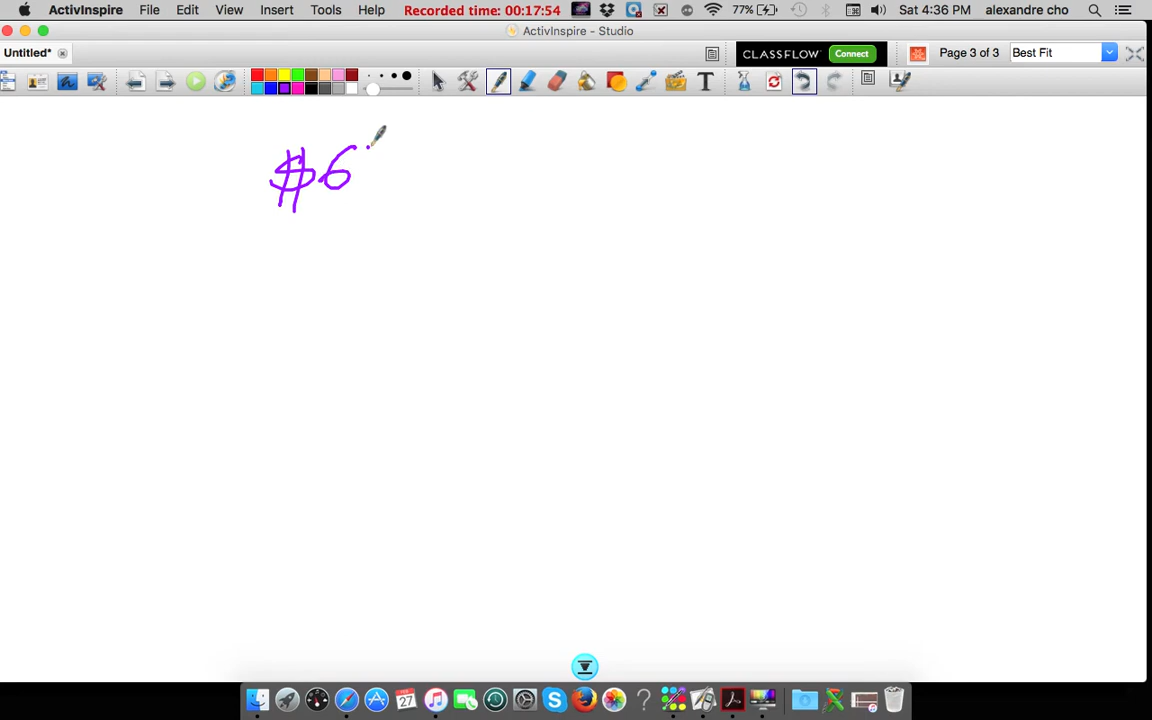 ActivInspire File Edit View Insert Tools Help Recorded time: 00:17:54 77% Sat 4:36 PM alexandre cho
ActivInspire - Studio
Untitled*
CLASSFLOW Connect Page 3 of 3 Best Fit
T
$6
27